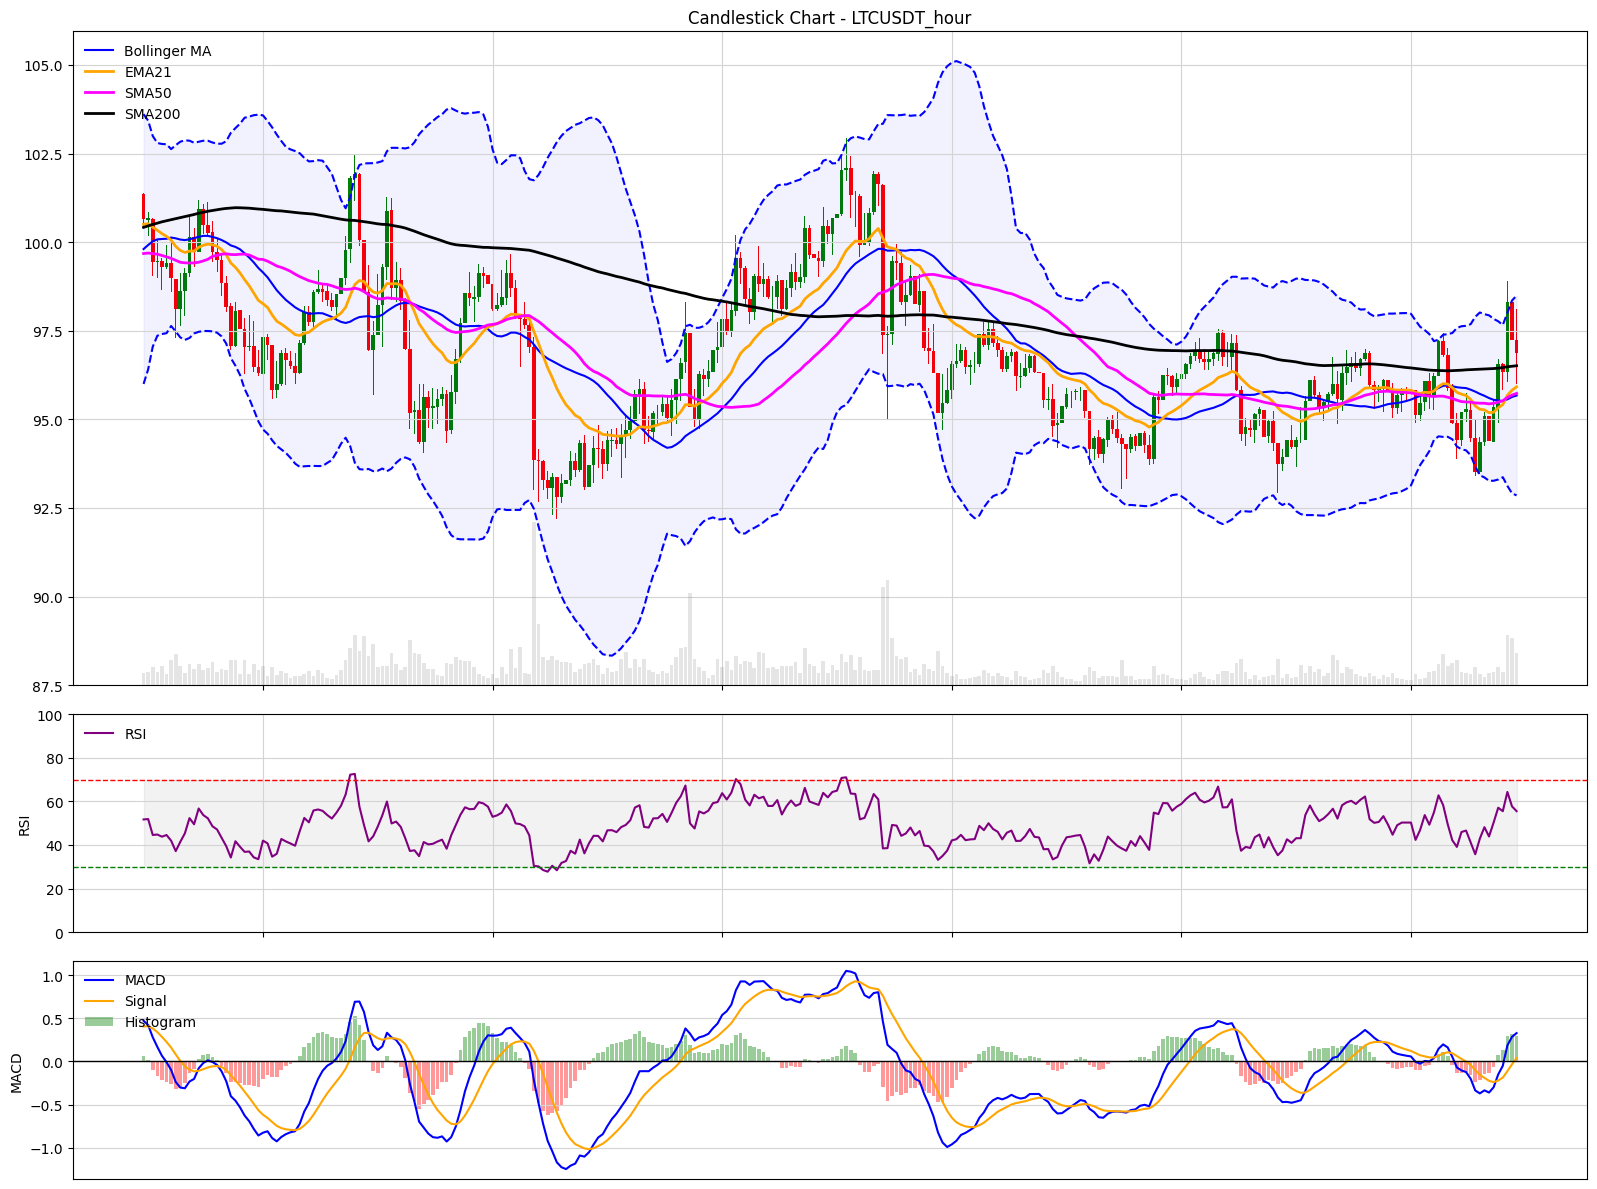 Candlestick Chart - LTCUSDT_hour
Bollinger MA
EMA21
SMA50
SMA200
105.0
102.5
100.0
97.5
95.0
92.5
90.0
87.5
RSI
RSI
100
80
60
40
20
0
MACD
MACD
Signal
Histogram
1.0
0.5
0.0
−0.5
−1.0